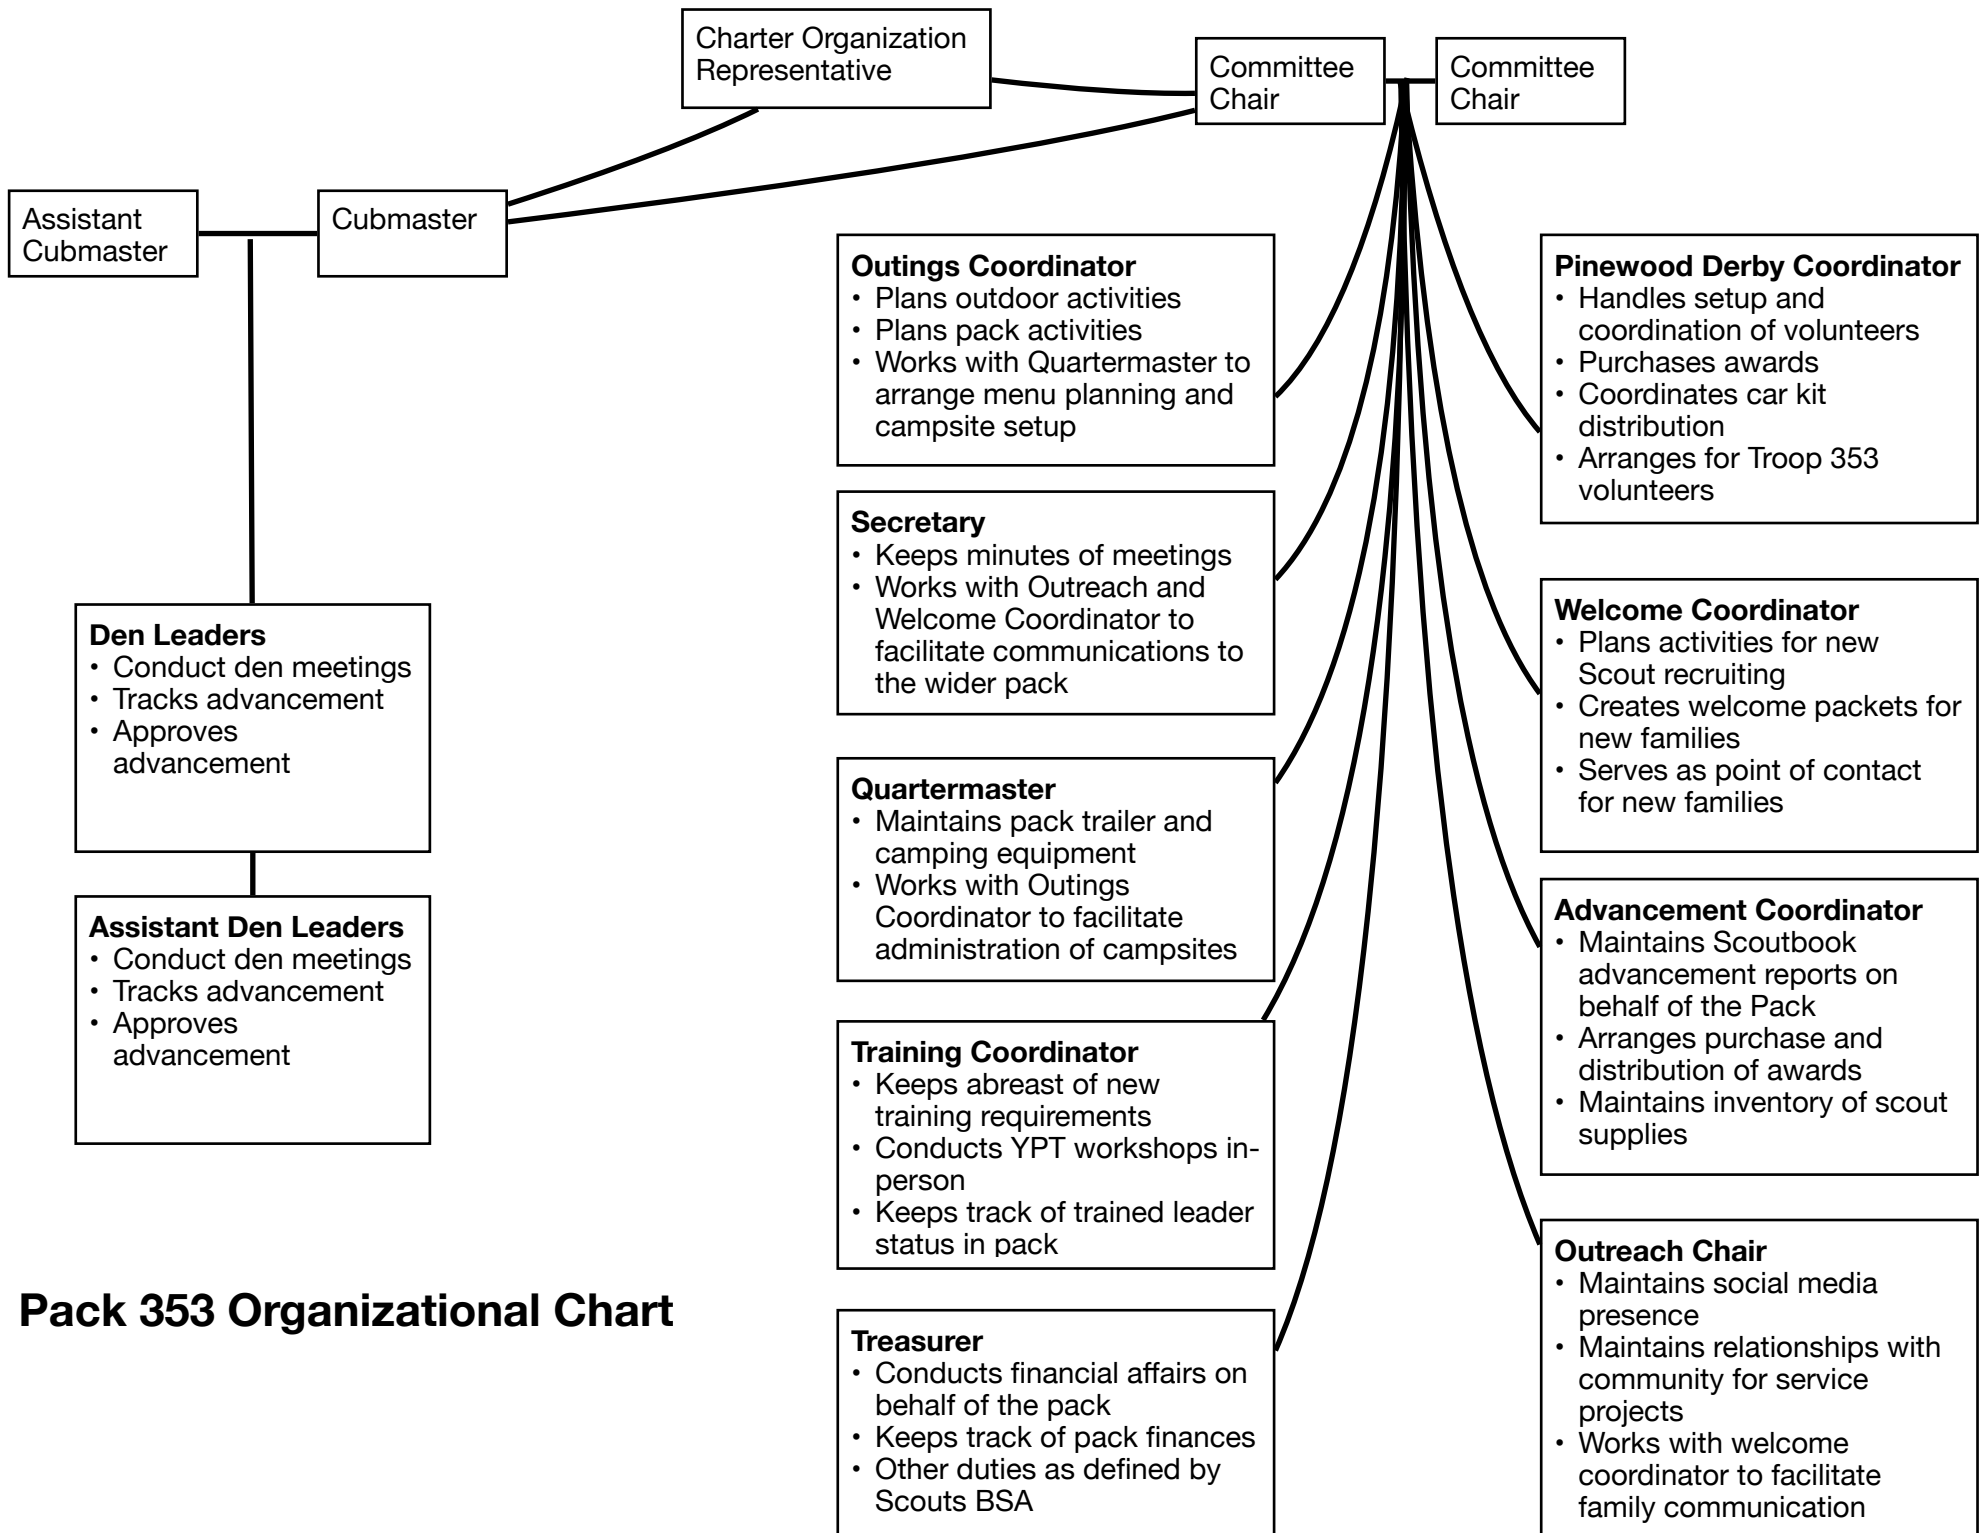 Charter Organization
Representative
Committee
Chair
Committee
Chair
Assistant
Cubmaster
Cubmaster
Outings Coordinator
• Plans outdoor activities
• Plans pack activities
• Works with Quartermaster to
arrange menu planning and
campsite setup
Pinewood Derby Coordinator
• Handles setup and
coordination of volunteers
• Purchases awards
• Coordinates car kit
distribution
• Arranges for Troop 353
volunteers
Secretary
• Keeps minutes of meetings
• Works with Outreach and
Welcome Coordinator to
facilitate communications to
the wider pack
Welcome Coordinator
• Plans activities for new
Scout recruiting
• Creates welcome packets for
new families
• Serves as point of contact
for new families
Den Leaders
• Conduct den meetings
• Tracks advancement
• Approves
advancement
Quartermaster
• Maintains pack trailer and
camping equipment
• Works with Outings
Coordinator to facilitate
administration of campsites
Advancement Coordinator
• Maintains Scoutbook
advancement reports on
behalf of the Pack
• Arranges purchase and
distribution of awards
• Maintains inventory of scout
supplies
Assistant Den Leaders
• Conduct den meetings
• Tracks advancement
• Approves
advancement
Training Coordinator
• Keeps abreast of new
training requirements
• Conducts YPT workshops in-
person
• Keeps track of trained leader
status in pack
Outreach Chair
• Maintains social media
presence
• Maintains relationships with
community for service
projects
• Works with welcome
coordinator to facilitate
family communication
Pack 353 Organizational Chart
Treasurer
• Conducts financial affairs on
behalf of the pack
• Keeps track of pack finances
• Other duties as defined by
Scouts BSA